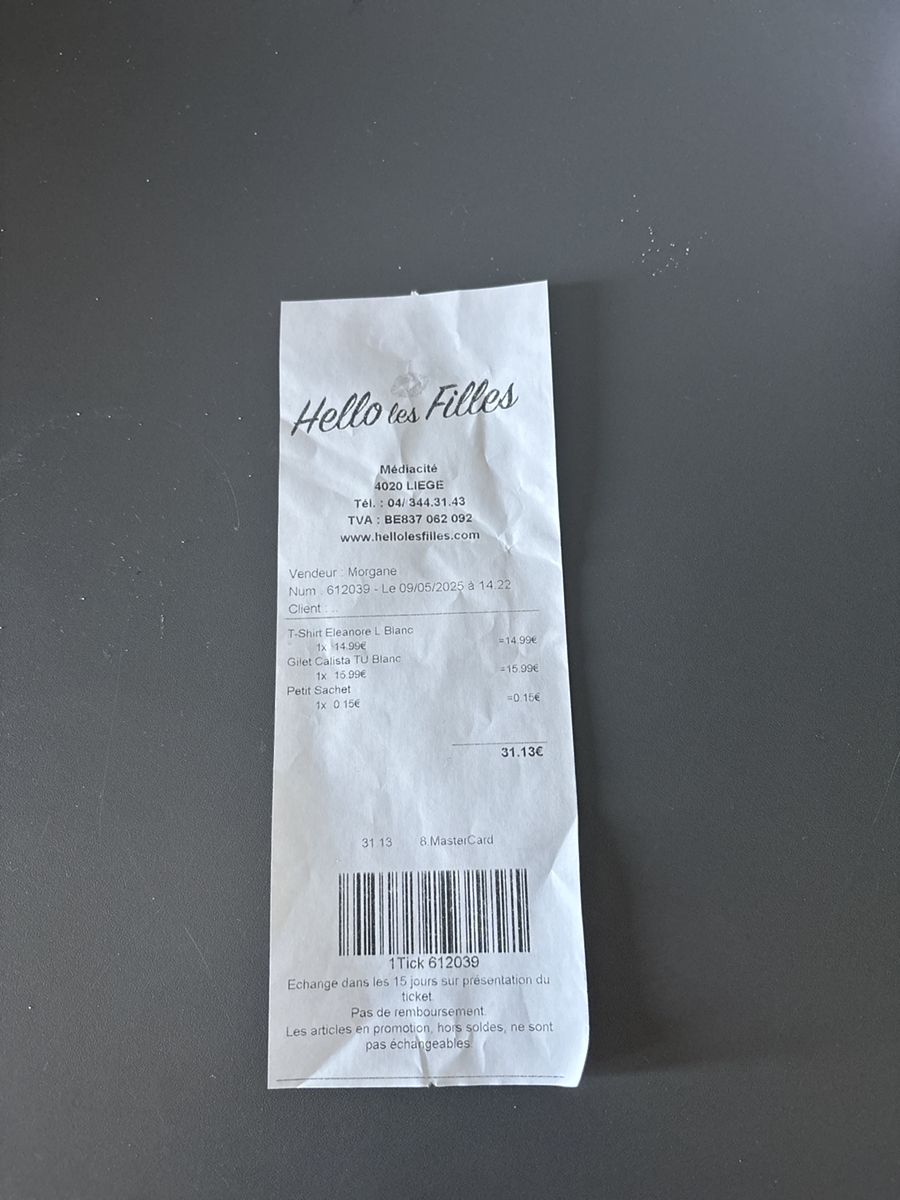 Hello les Filles
Médiacité
4020 LIEGE
Tél. : 04/ 344.31.43
TVA : BE837 062 092
www.hellolesfilles.com
Vendeur : Morgane
Num : 612039 - Le 09/05/2025 à 14:22
Client : ..
T-Shirt Eleanore L Blanc
1x 14.99€ =14.99€
Gilet Calista TU Blanc
1x 15.99€ =15.99€
Petit Sachet
1x 0.15€ =0.15€
31.13€
31.13 8.MasterCard
1Tick 612039
Echange dans les 15 jours sur présentation du
ticket.
Pas de remboursement.
Les articles en promotion, hors soldes, ne sont
pas échangeables.